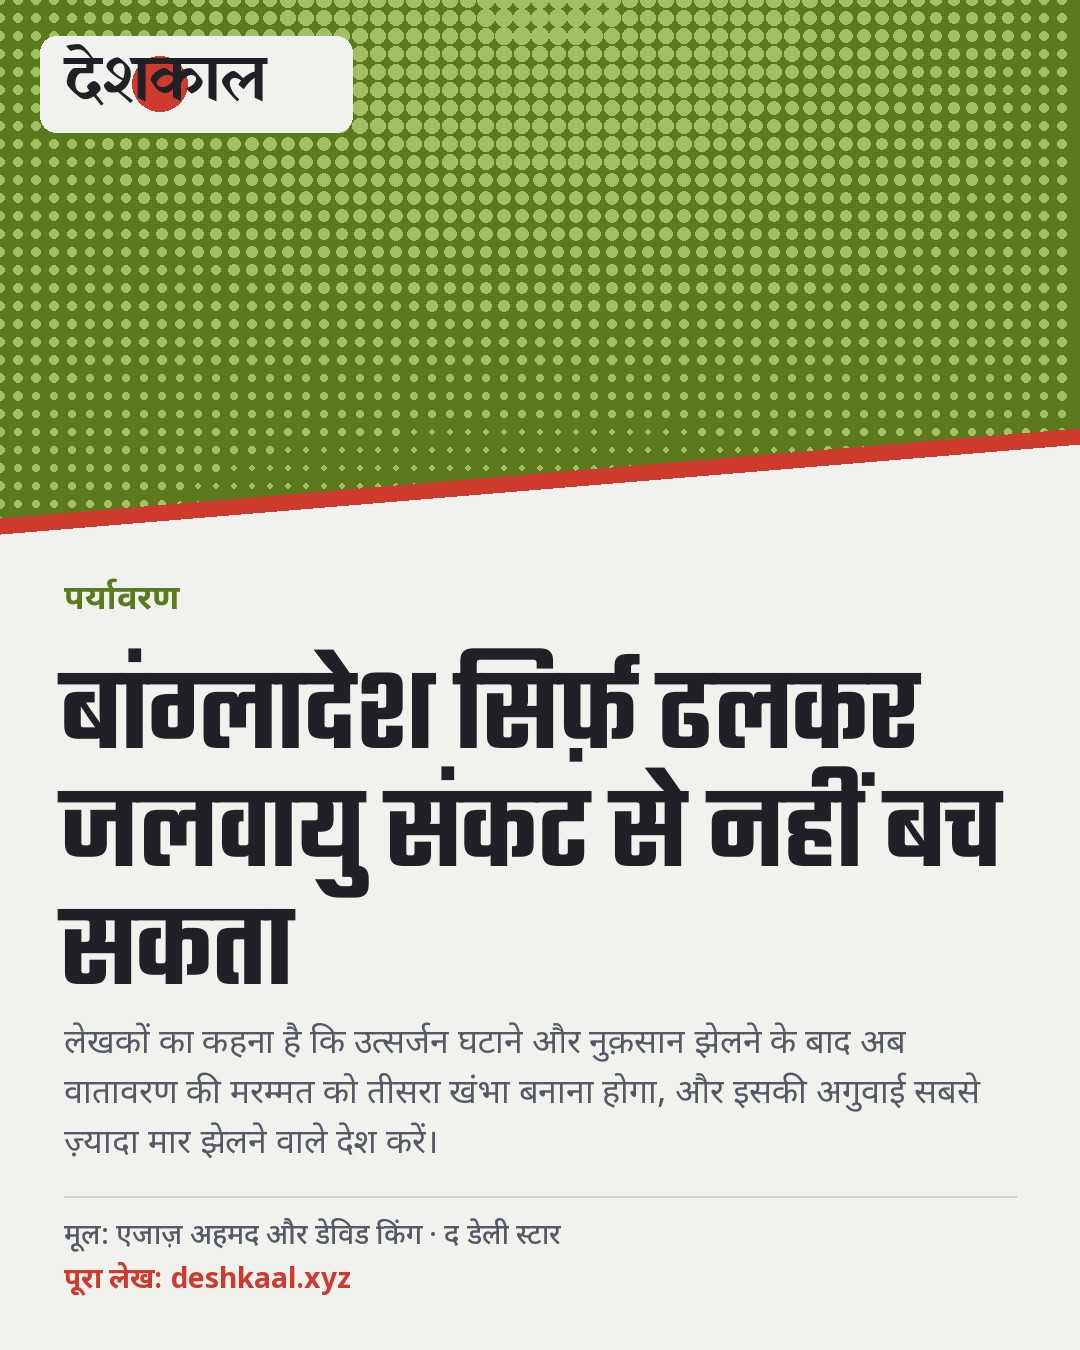 देशकाल
पर्यावरण
बांग्लादेश सिर्फ़ ढलकर
जलवायु संकट से नहीं बच
सकता
लेखकों का कहना है कि उत्सर्जन घटाने और नुक़सान झेलने के बाद अब
वातावरण की मरम्मत को तीसरा खंभा बनाना होगा, और इसकी अगुवाई सबसे
ज़्यादा मार झेलने वाले देश करें।
मूल: एजाज़ अहमद और डेविड किंग · द डेली स्टार
पूरा लेख: deshkaal.xyz